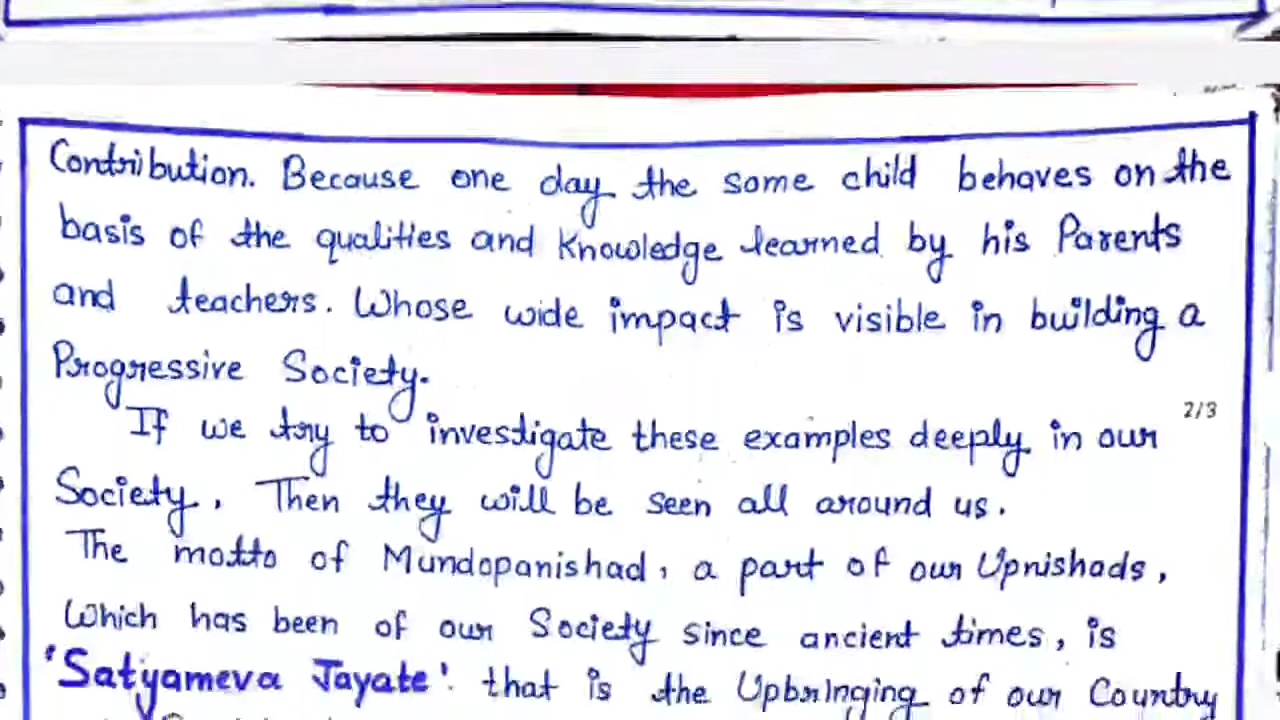 Contribution. Because one day the some child behaves on the
basis of the qualities and Knowledge learned by his Parents
and teachers. Whose wide impact is visible in building a
Progressive Society.
2/3
If we try to investigate these examples deeply in our
Society, Then they will be seen all around us.
The motto of Mundopanishad, a part of our Upnishads,
Which has been of our Society since ancient times, is
'Satyameva Jayate'. that is the UpbrInging of our Country